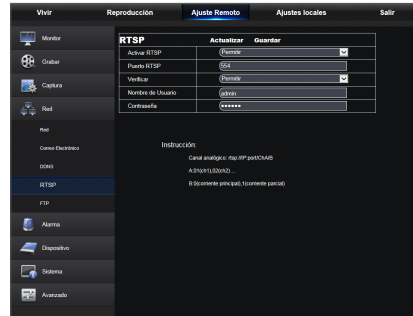 Vivir Reproducción Ajuste Remoto Ajustes locales Salir
Monitor
Grabar
Captura
Red
Red
Correo Electrónico
DDNS
RTSP
FTP
Alarma
Dispositivo
Sistema
Avanzado
RTSP Actualizar Guardar
Activar RTSP Permitir
Puerto RTSP 554
Verificar Permitir
Nombre de Usuario admin
Contraseña ••••••
Instrucción:
Canal analógico: rtsp://IP:port/ChA/B
A:01(ch1),02(ch2) ...
B:0(corriente principal),1(corriente parcial)